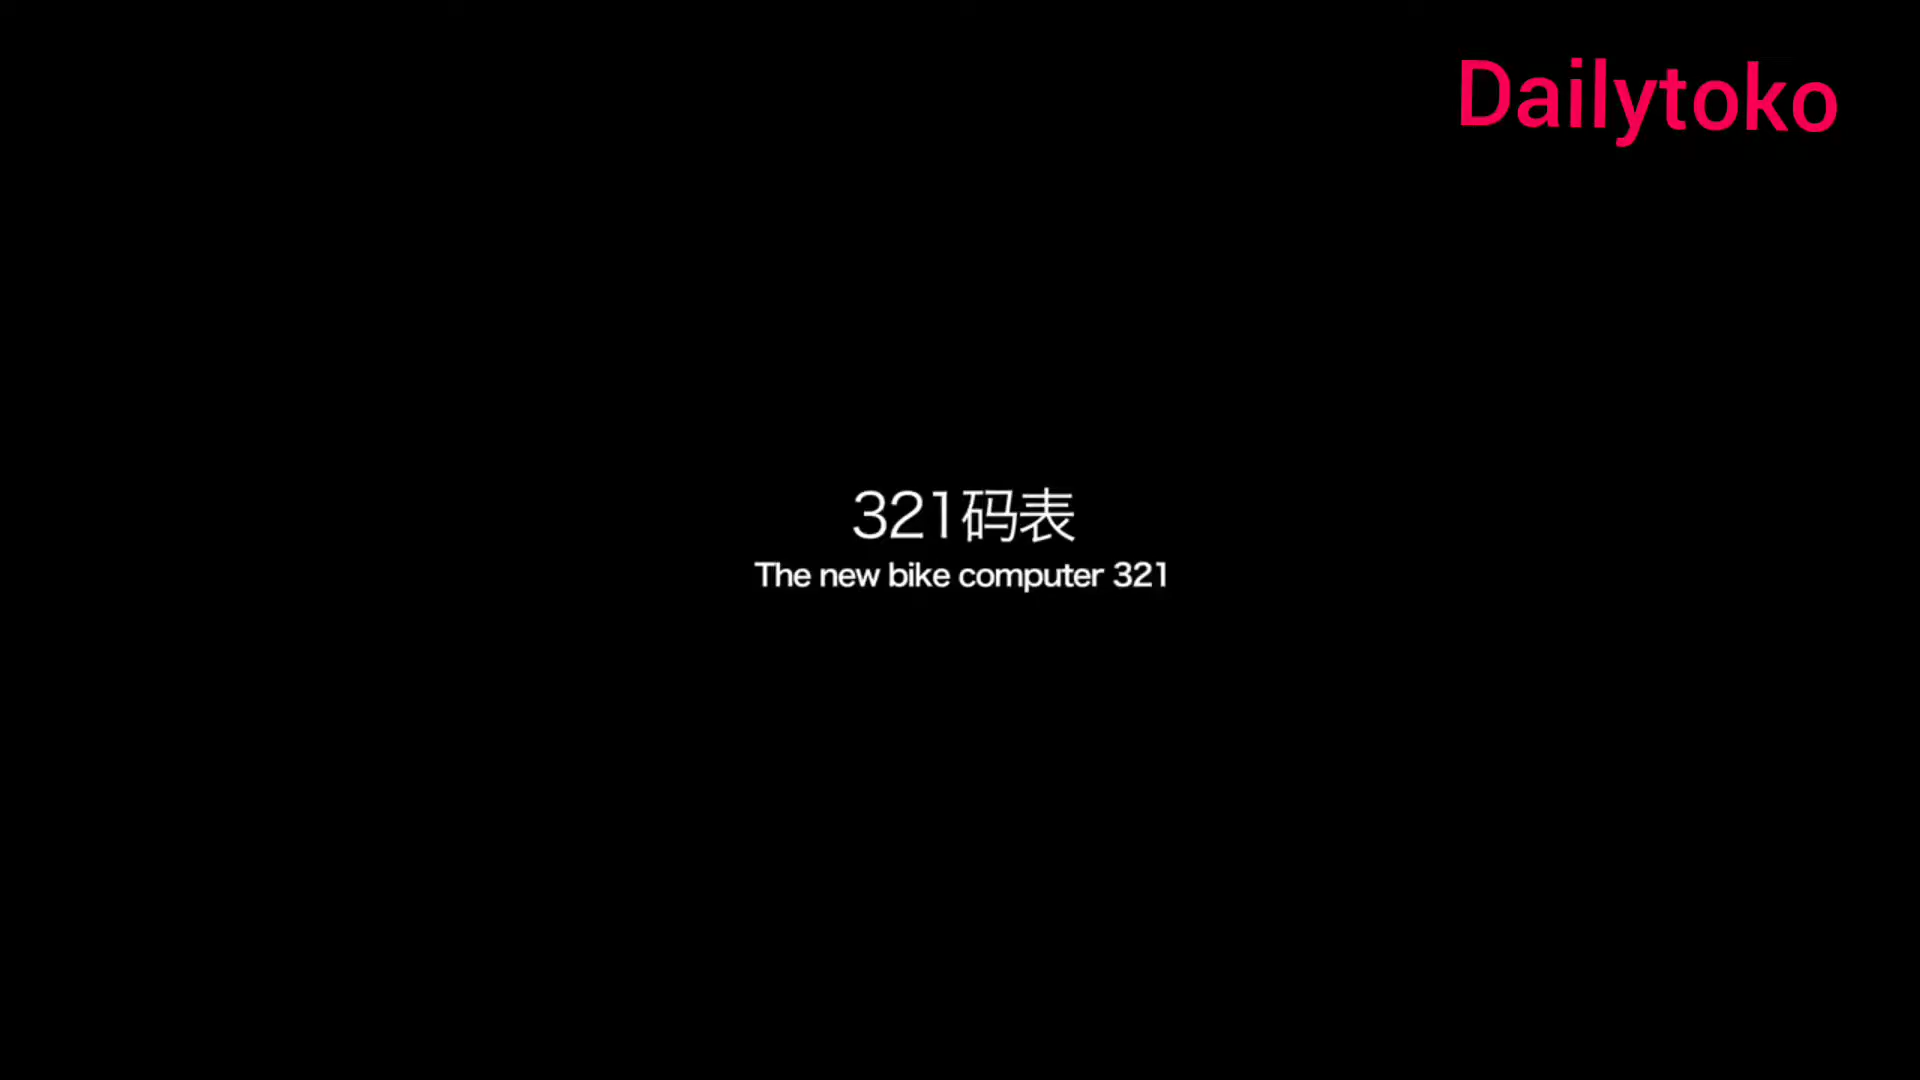 Dailytoko
321码表
The new bike computer 321